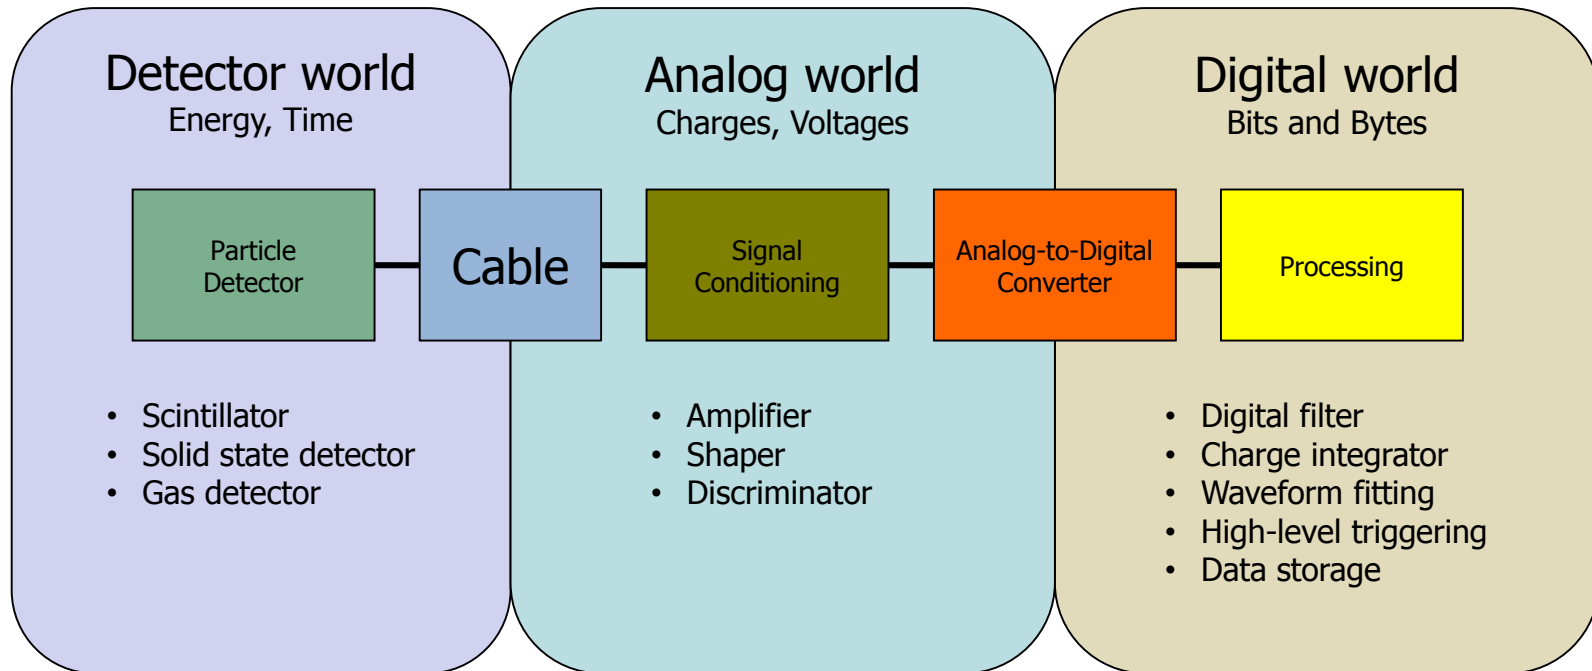 Detector world
Energy, Time
Analog world
Charges, Voltages
Digital world
Bits and Bytes
Particle
Detector
Cable
Signal
Conditioning
Analog-to-Digital
Converter
Processing
• Scintillator
• Solid state detector
• Gas detector
• Amplifier
• Shaper
• Discriminator
• Digital filter
• Charge integrator
• Waveform fitting
• High-level triggering
• Data storage